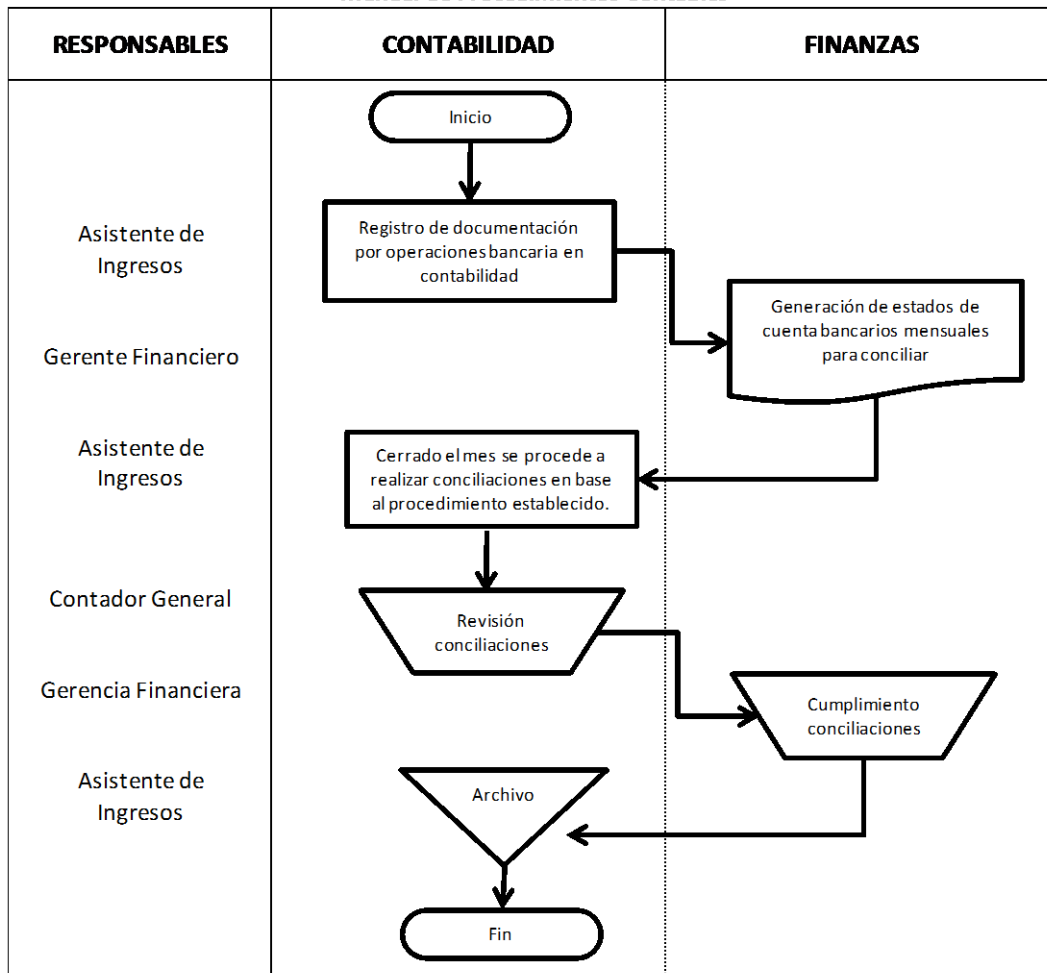 RESPONSABLES
CONTABILIDAD
FINANZAS
Inicio
Asistente de
Ingresos
Registro de documentación
por operaciones bancaria en
contabilidad
Generación de estados de
cuenta bancarios mensuales
para conciliar
Gerente Financiero
Asistente de
Ingresos
Cerrado el mes se procede a
realizar conciliaciones en base
al procedimiento establecido.
Contador General
Revisión
conciliaciones
Gerencia Financiera
Cumplimiento
conciliaciones
Asistente de
Ingresos
Archivo
Fin